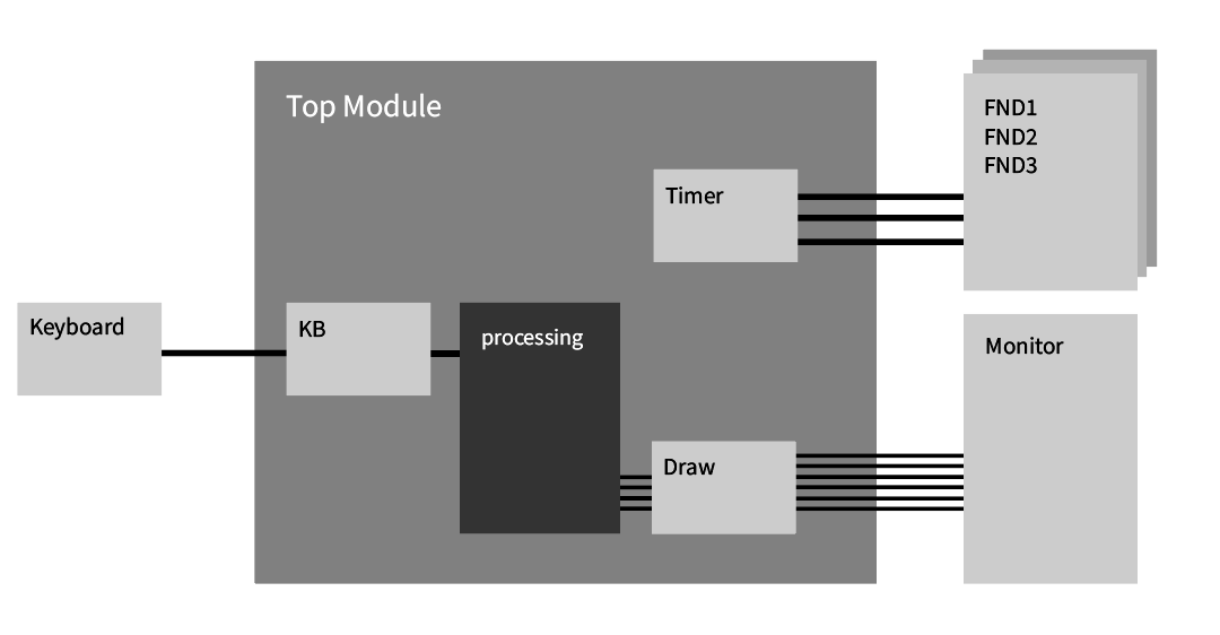 Top Module
FND1
FND2
FND3
Timer
Keyboard
KB
processing
Monitor
Draw